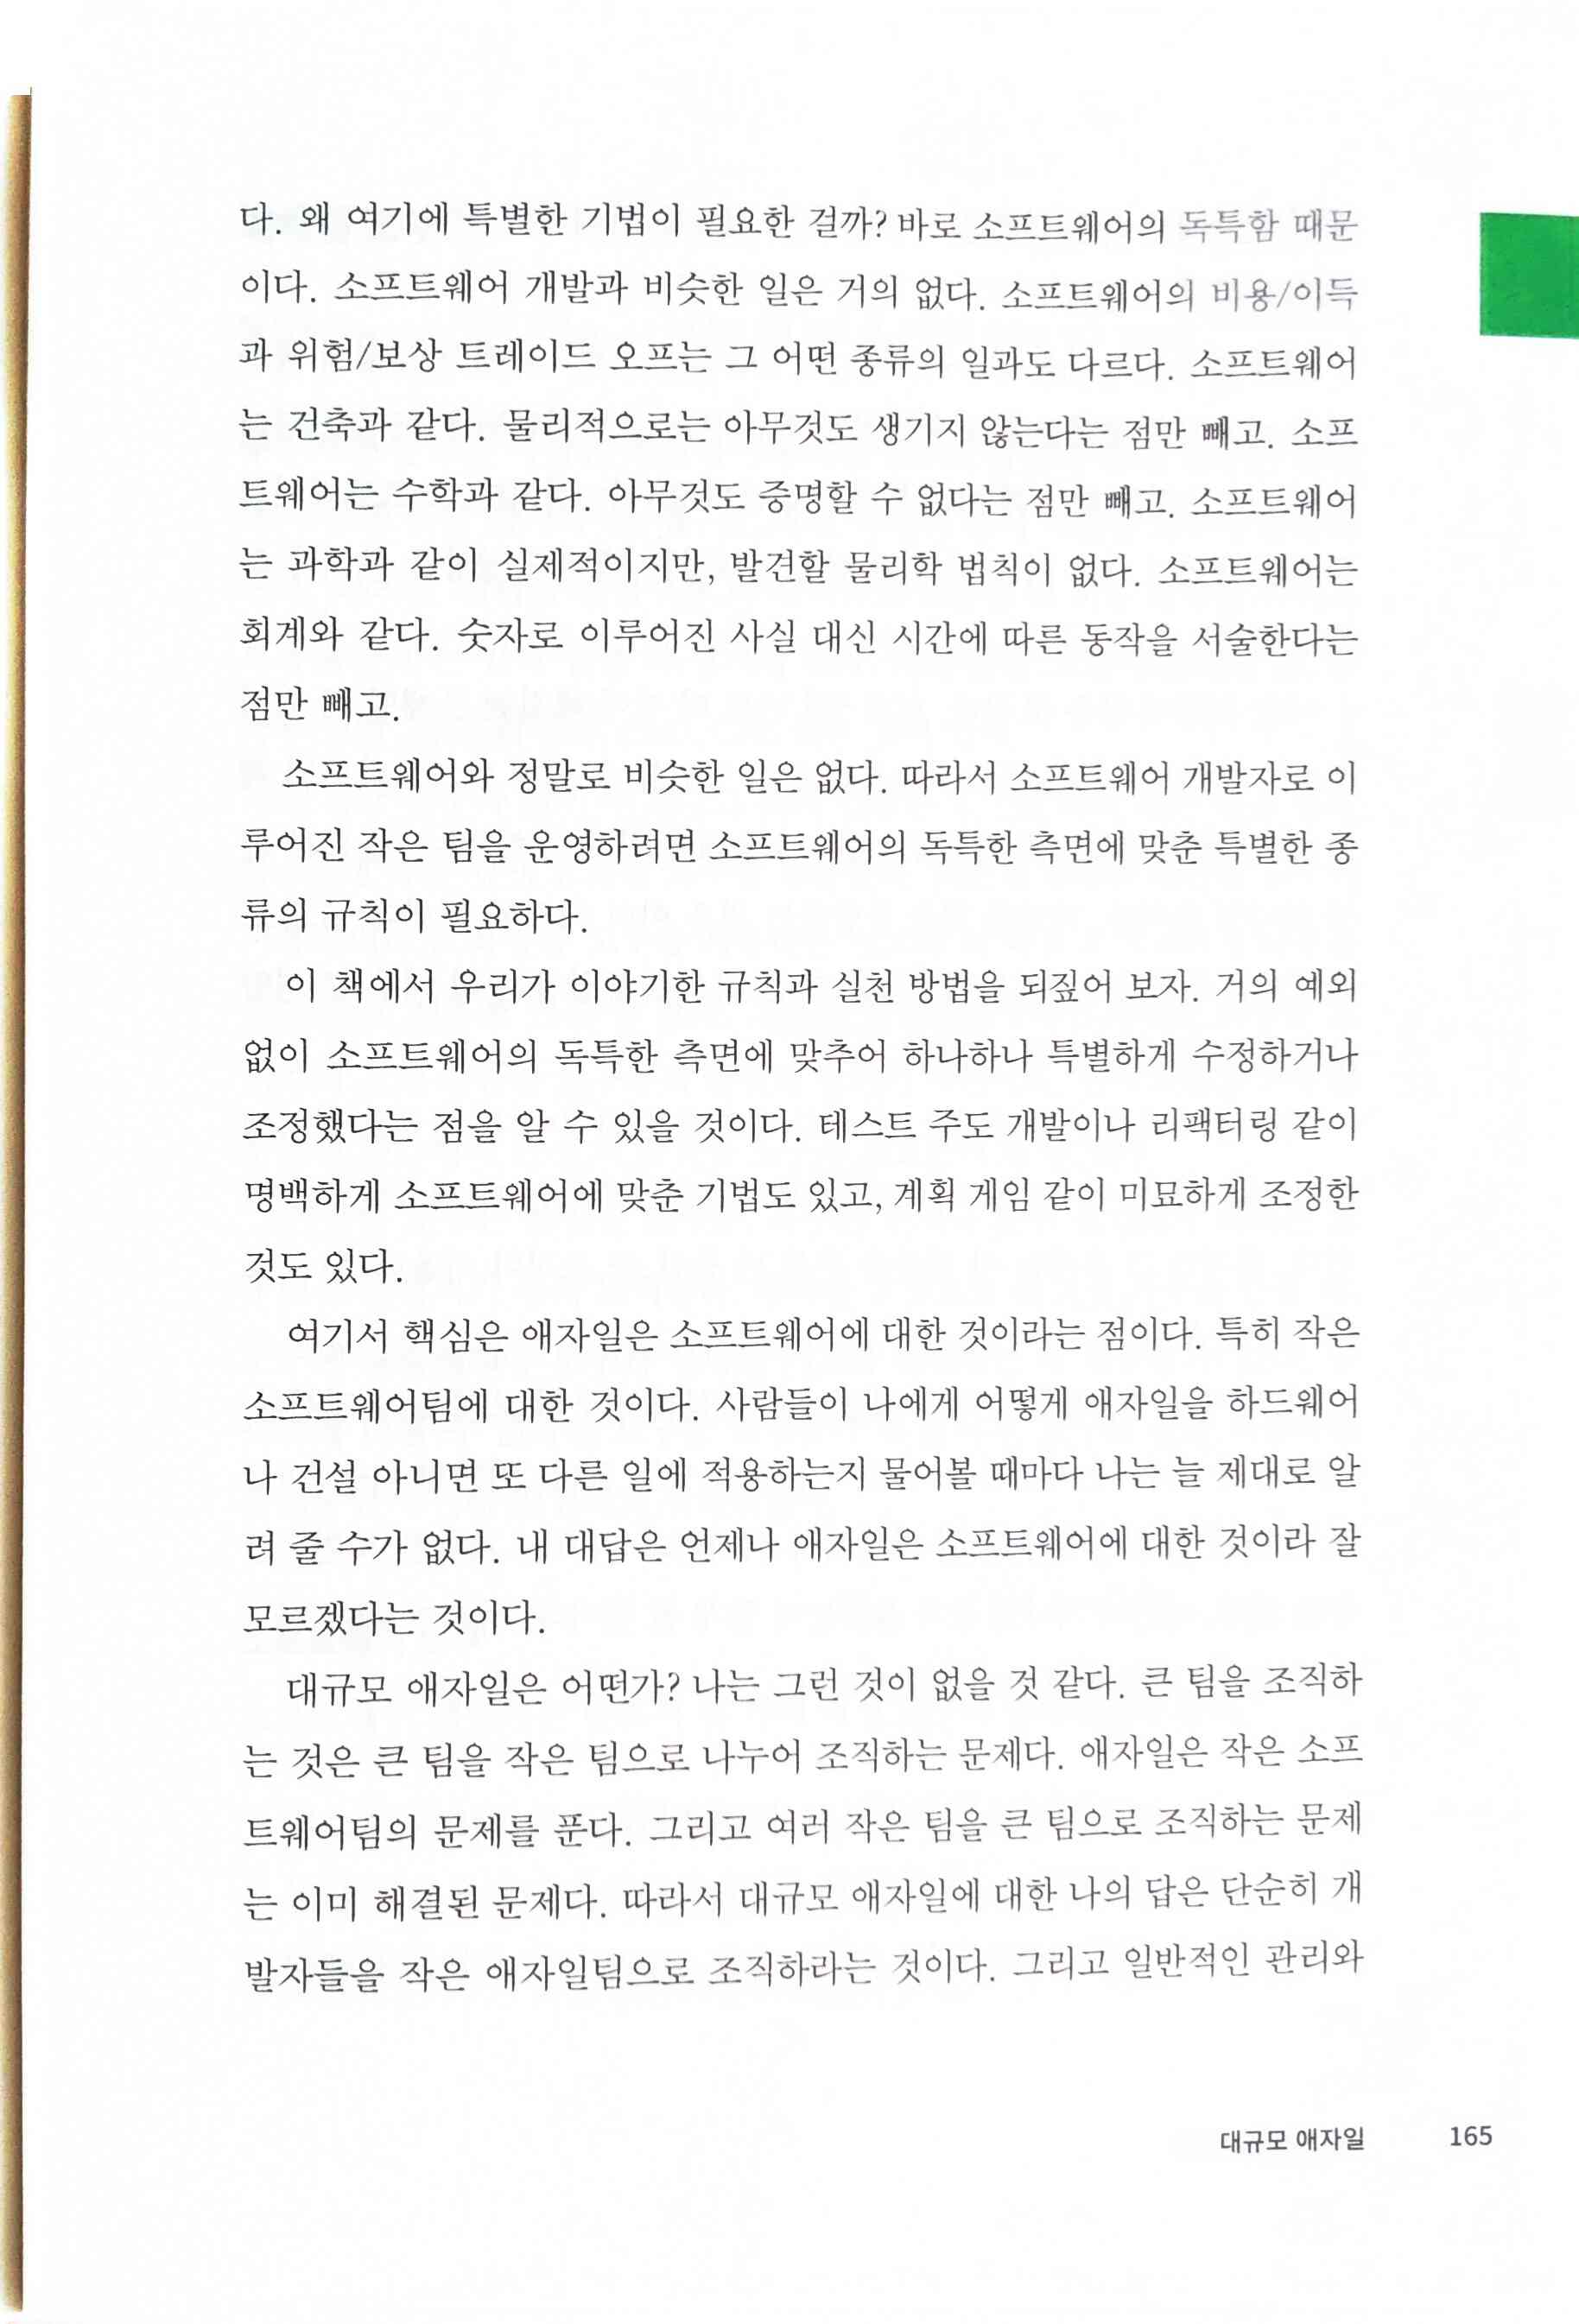 다. 왜 여기에 특별한 기법이 필요한 걸까? 바로 소프트웨어의 독특함 때문
이다. 소프트웨어 개발과 비슷한 일은 거의 없다. 소프트웨어의 비용/이득
과 위험/보상 트레이드 오프는 그 어떤 종류의 일과도 다르다. 소프트웨어
는 건축과 같다. 물리적으로는 아무것도 생기지 않는다는 점만 빼고. 소프
트웨어는 수학과 같다. 아무것도 증명할 수 없다는 점만 빼고. 소프트웨어
는 과학과 같이 실제적이지만, 발견할 물리학 법칙이 없다. 소프트웨어는
회계와 같다. 숫자로 이루어진 사실 대신 시간에 따른 동작을 서술한다는
점만 빼고.
소프트웨어와 정말로 비슷한 일은 없다. 따라서 소프트웨어 개발자로 이
루어진 작은 팀을 운영하려면 소프트웨어의 독특한 측면에 맞춘 특별한 종
류의 규칙이 필요하다.
이 책에서 우리가 이야기한 규칙과 실천 방법을 되짚어 보자. 거의 예외
없이 소프트웨어의 독특한 측면에 맞추어 하나하나 특별하게 수정하거나
조정했다는 점을 알 수 있을 것이다. 테스트 주도 개발이나 리팩터링 같이
명백하게 소프트웨어에 맞춘 기법도 있고, 계획 게임 같이 미묘하게 조정한
것도 있다.
여기서 핵심은 애자일은 소프트웨어에 대한 것이라는 점이다. 특히 작은
소프트웨어팀에 대한 것이다. 사람들이 나에게 어떻게 애자일을 하드웨어
나 건설 아니면 또 다른 일에 적용하는지 물어볼 때마다 나는 늘 제대로 알
려 줄 수가 없다. 내 대답은 언제나 애자일은 소프트웨어에 대한 것이라 잘
모르겠다는 것이다.
대규모 애자일은 어떤가? 나는 그런 것이 없을 것 같다. 큰 팀을 조직하
는 것은 큰 팀을 작은 팀으로 나누어 조직하는 문제다. 애자일은 작은 소프
트웨어팀의 문제를 푼다. 그리고 여러 작은 팀을 큰 팀으로 조직하는 문제
는 이미 해결된 문제다. 따라서 대규모 애자일에 대한 나의 답은 단순히 개
발자들을 작은 애자일팀으로 조직하라는 것이다. 그리고 일반적인 관리와
대규모 애자일 165